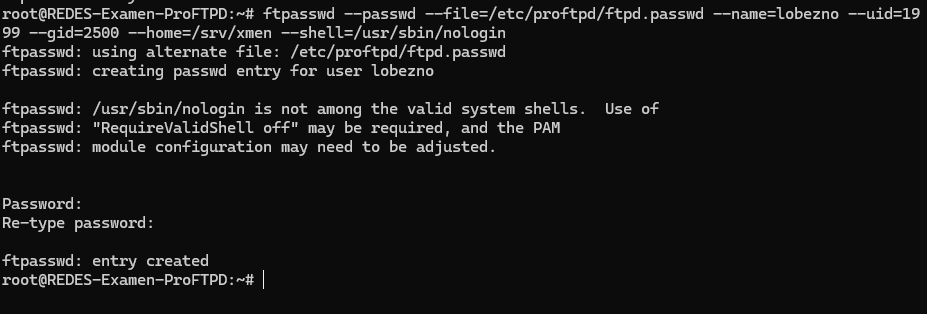 root@REDES-Examen-ProFTPD:~# ftpasswd --passwd --file=/etc/proftpd/ftpd.passwd --name=lobezno --uid=19
99 --gid=2500 --home=/srv/xmen --shell=/usr/sbin/nologin
ftpasswd: using alternate file: /etc/proftpd/ftpd.passwd
ftpasswd: creating passwd entry for user lobezno

ftpasswd: /usr/sbin/nologin is not among the valid system shells.  Use of
ftpasswd: "RequireValidShell off" may be required, and the PAM
ftpasswd: module configuration may need to be adjusted.

Password:
Re-type password:

ftpasswd: entry created
root@REDES-Examen-ProFTPD:~#